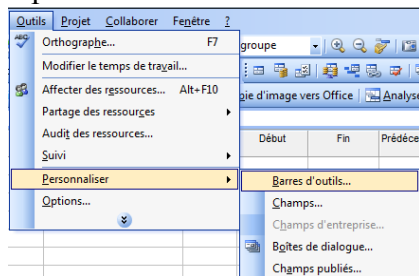 Outils Projet Collaborer Fenêtre ?
Orthographe... F7
groupe
Modifier le temps de travail...
Affecter des ressources... Alt+F10
pie d'image vers Office Analyse
Partage des ressources
Audit des ressources...
Début Fin Prédéce
Suivi
Personnaliser
Barres d'outils...
Options...
Champs...
Champs d'entreprise...
Boîtes de dialogue...
Champs publiés...